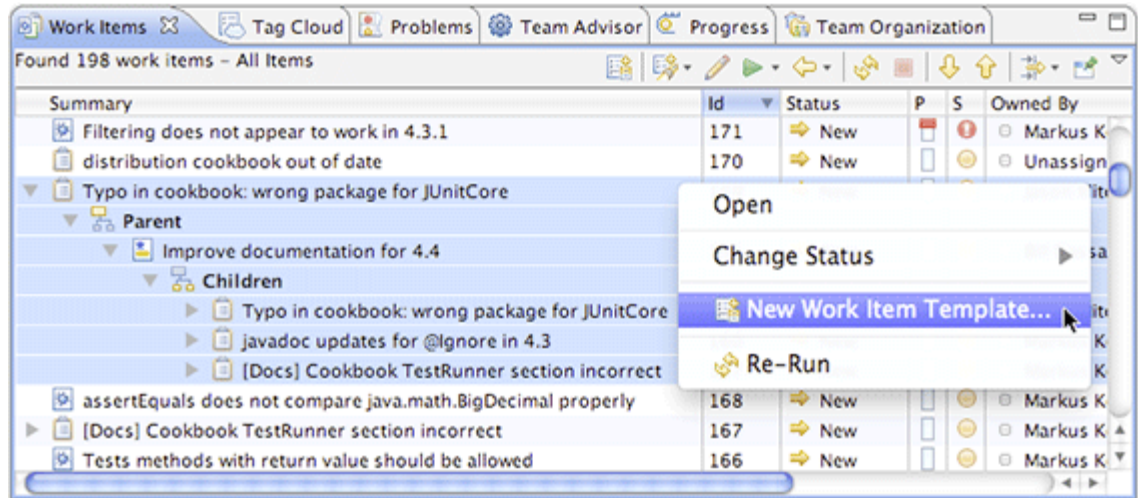 Work Items Tag Cloud Problems Team Advisor Progress Team Organization
Found 198 work items - All Items
Summary Id Status P S Owned By
Filtering does not appear to work in 4.3.1 171 New Markus K
distribution cookbook out of date 170 New Unassign
Typo in cookbook: wrong package for JUnitCore
Open
Parent
Improve documentation for 4.4
Change Status
Children
Typo in cookbook: wrong package for JUnitCore
New Work Item Template...
javadoc updates for @Ignore in 4.3
[Docs] Cookbook TestRunner section incorrect
Re-Run
assertEquals does not compare java.math.BigDecimal properly 168 New Markus K
[Docs] Cookbook TestRunner section incorrect 167 New Markus K
Tests methods with return value should be allowed 166 New Markus K